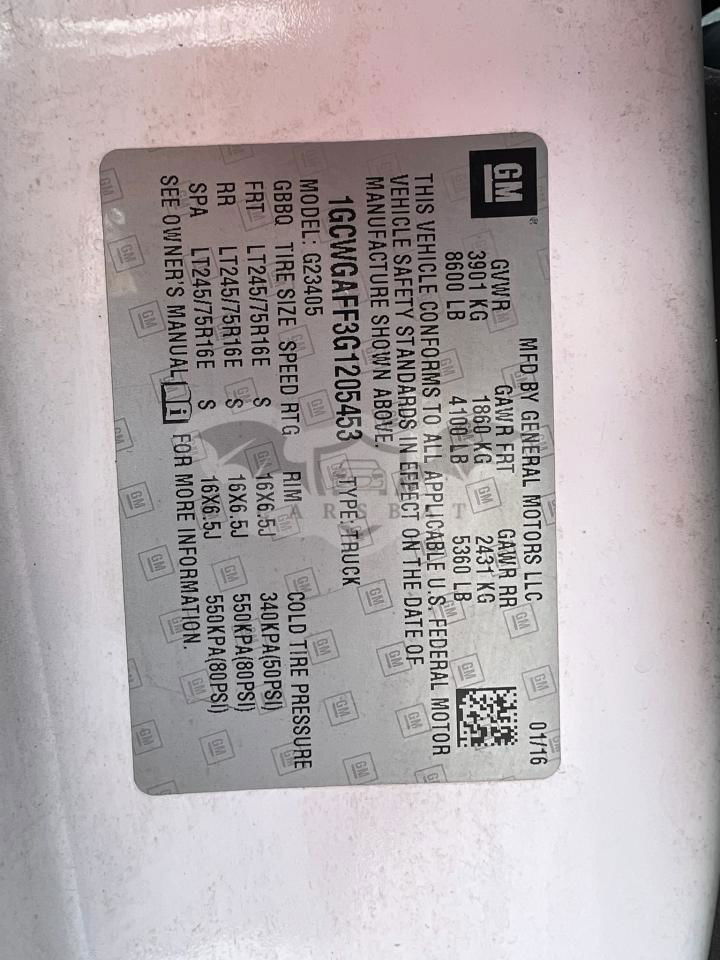 GM
MFD BY GENERAL MOTORS LLC 01/16
GVWR GAWR FRT GAWR RR
3901 KG 1860 KG 2431 KG
8600 LB 4100 LB 5360 LB
THIS VEHICLE CONFORMS TO ALL APPLICABLE U.S. FEDERAL MOTOR
VEHICLE SAFETY STANDARDS IN EFFECT ON THE DATE OF
MANUFACTURE SHOWN ABOVE.
1GCWGAFF3G1205453 TYPE: TRUCK
MODEL: G23405
GBBQ TIRE SIZE SPEED RTG RIM COLD TIRE PRESSURE
FRT LT245/75R16E S 16X6.5J 340KPA(50PSI)
RR LT245/75R16E S 16X6.5J 550KPA(80PSI)
SPA LT245/75R16E S 16X6.5J 550KPA(80PSI)
SEE OWNER'S MANUAL i FOR MORE INFORMATION.